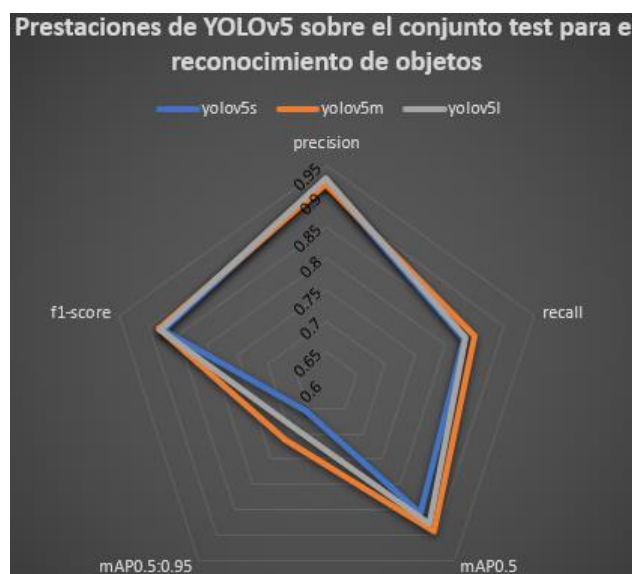 Prestaciones de YOLOv5 sobre el conjunto test para e
reconocimiento de objetos
yolov5s yolov5m yolov5l
precision
0.95
0.9
0.85
0.8
0.75
0.7
0.65
0.6
f1-score
recall
mAP0.5:0.95
mAP0.5